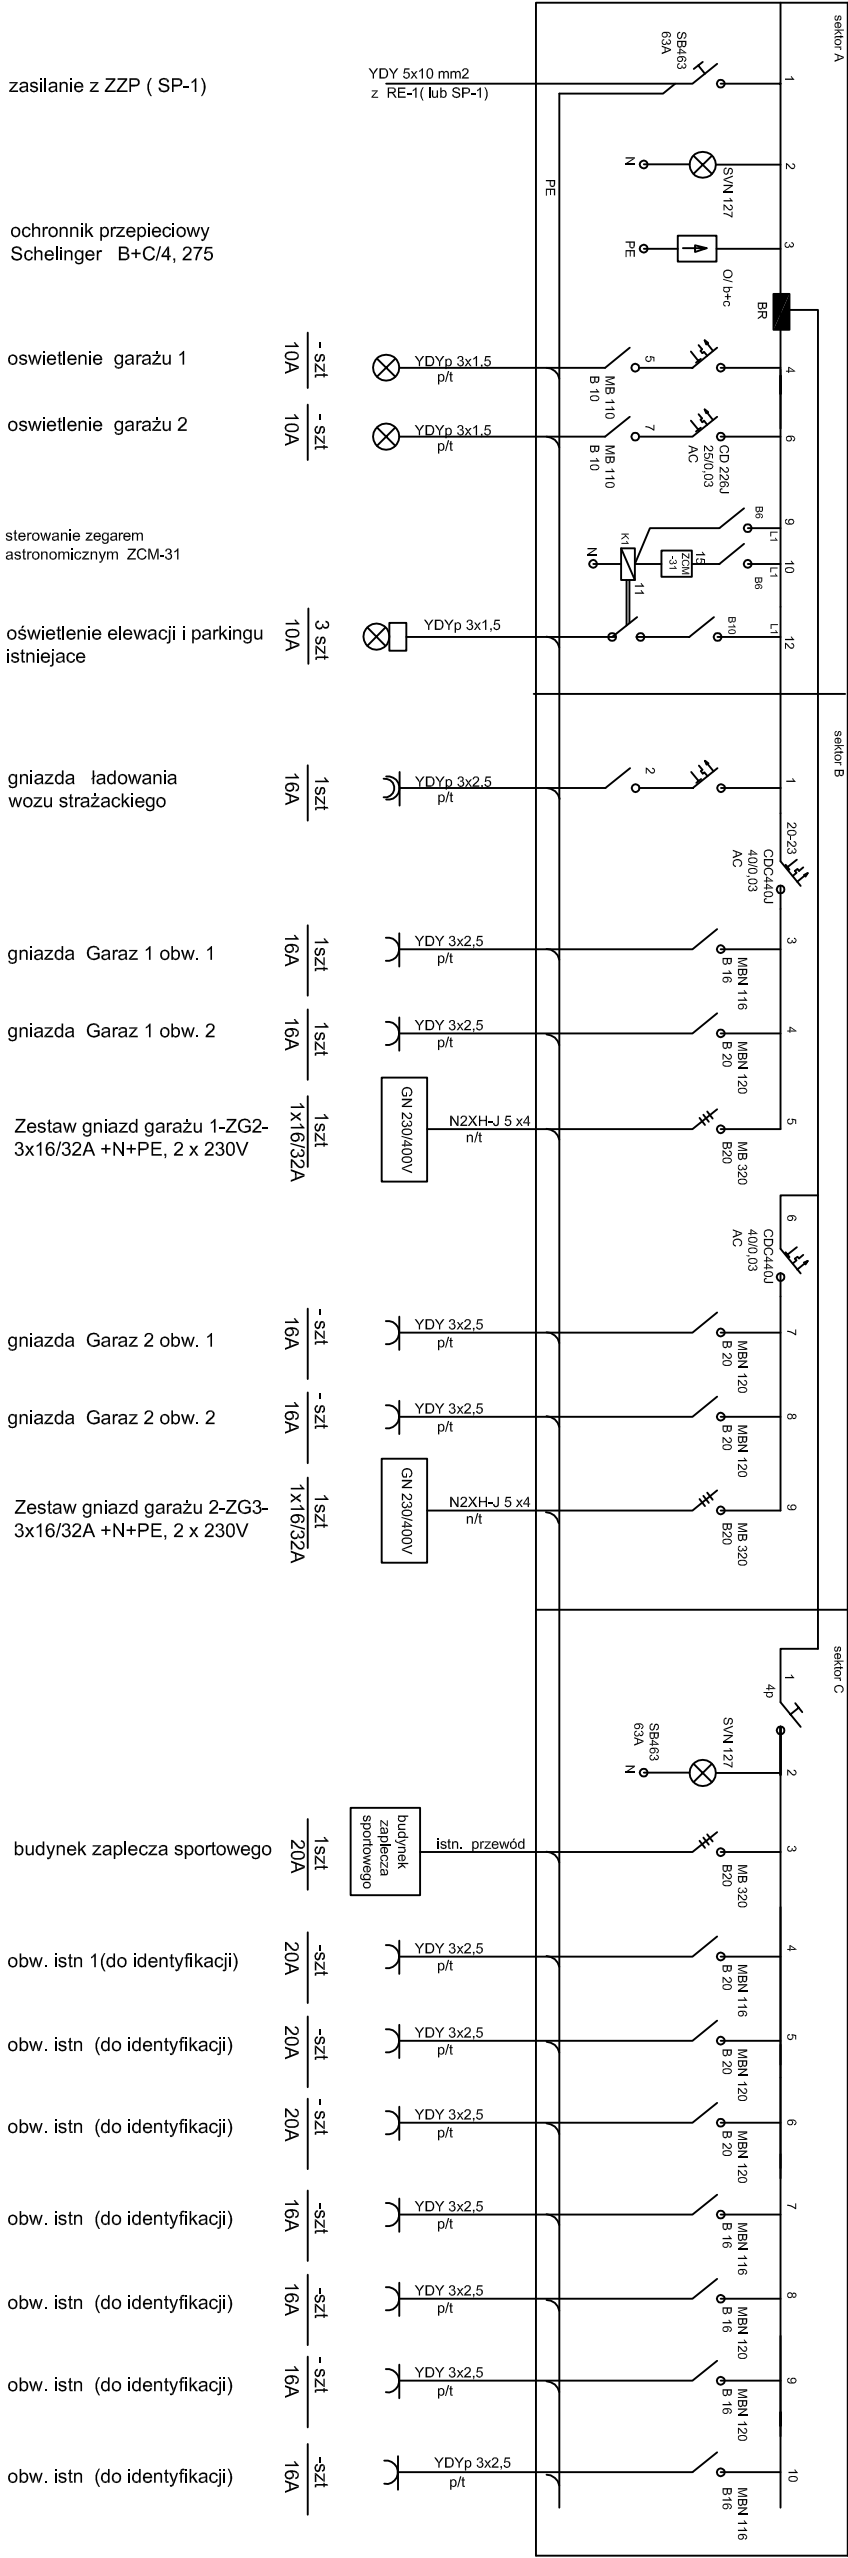 sektor A
SB463
63A
1
zasilanie z ZZP ( SP-1)
YDY 5x10 mm2
z RE-1( lub SP-1)
2
N
SVN 127
PE
3
ochronnik przepieciowy
Schelinger B+C/4, 275
PE
O/ b+c
BR
oswietlenie garażu 1
- szt
10A
YDYp 3x1,5
p/t
5
MB 110
B 10
4
oswietlenie garażu 2
- szt
10A
YDYp 3x1,5
p/t
7
MB 110
B 10
CD 226J
25/0,03
AC
6
B6
L1
9
sterowanie zegarem
astronomicznym ZCM-31
N
K1
11
ZCM
-31
15
B6
L1
10
oświetlenie elewacji i parkingu
istniejace
3 szt
10A
YDYp 3x1,5
B10
L1
12
sektor B
gniazda ładowania
wozu strażackiego
1szt
16A
YDYp 3x2,5
p/t
2
1
20-23
CDC440J
40/0,03
AC
gniazda Garaz 1 obw. 1
1szt
16A
YDY 3x2,5
p/t
MBN 116
B 16
3
gniazda Garaz 1 obw. 2
1szt
16A
YDY 3x2,5
p/t
MBN 120
B 20
4
Zestaw gniazd garażu 1-ZG2-
3x16/32A +N+PE, 2 x 230V
1szt
1x16/32A
GN 230/400V
N2XH-J 5 x4
n/t
MB 320
B20
5
6
CDC440J
40/0,03
AC
gniazda Garaz 2 obw. 1
- szt
16A
YDY 3x2,5
p/t
MBN 120
B 20
7
gniazda Garaz 2 obw. 2
- szt
16A
YDY 3x2,5
p/t
MBN 120
B 20
8
Zestaw gniazd garażu 2-ZG3-
3x16/32A +N+PE, 2 x 230V
1szt
1x16/32A
GN 230/400V
N2XH-J 5 x4
n/t
MB 320
B20
9
sektor C
1
4p
SB463
63A
N
SVN 127
2
budynek zaplecza sportowego
1szt
20A
budynek
zaplecza
sportowego
istn. przewód
MB 320
B20
3
obw. istn 1(do identyfikacji)
-szt
20A
YDY 3x2,5
p/t
MBN 116
B 20
4
obw. istn (do identyfikacji)
-szt
20A
YDY 3x2,5
p/t
MBN 120
B 20
5
obw. istn (do identyfikacji)
- szt
20A
YDY 3x2,5
p/t
MBN 120
B 20
6
obw. istn (do identyfikacji)
-szt
16A
YDY 3x2,5
p/t
MBN 116
B 16
7
obw. istn (do identyfikacji)
-szt
16A
YDY 3x2,5
p/t
MBN 120
B 16
8
obw. istn (do identyfikacji)
- szt
16A
YDY 3x2,5
p/t
MBN 120
B 16
9
obw. istn (do identyfikacji)
-szt
16A
YDYp 3x2,5
p/t
MBN 116
B16
10